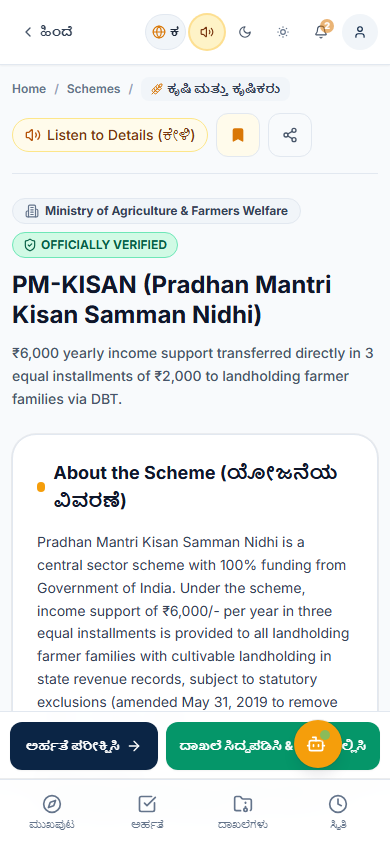 ಹಿಂದೆ
ಕ
2
Home / Schemes / ಕೃಷಿ ಮತ್ತು ಕೃಷಿಕರು
Listen to Details (ಕೇಳಿ)
Ministry of Agriculture & Farmers Welfare
OFFICIALLY VERIFIED
PM-KISAN (Pradhan Mantri
Kisan Samman Nidhi)
₹6,000 yearly income support transferred directly in 3
equal installments of ₹2,000 to landholding farmer
families via DBT.
About the Scheme (ಯೋಜನೆಯ
ವಿವರಣೆ)
Pradhan Mantri Kisan Samman Nidhi is a
central sector scheme with 100% funding from
Government of India. Under the scheme,
income support of ₹6,000/- per year in three
equal installments is provided to all landholding
farmer families with cultivable landholding in
state revenue records, subject to statutory
exclusions (amended May 31, 2019 to remove
ಅರ್ಹತೆ ಪರೀಕ್ಷಿಸಿ
ದಾಖಲೆ ಸಿದ್ಧಪಡಿಸಿ &
ಮುಖಪುಟ
ಅರ್ಹತೆ
ದಾಖಲೆಗಳು
ಸ್ಥಿತಿ